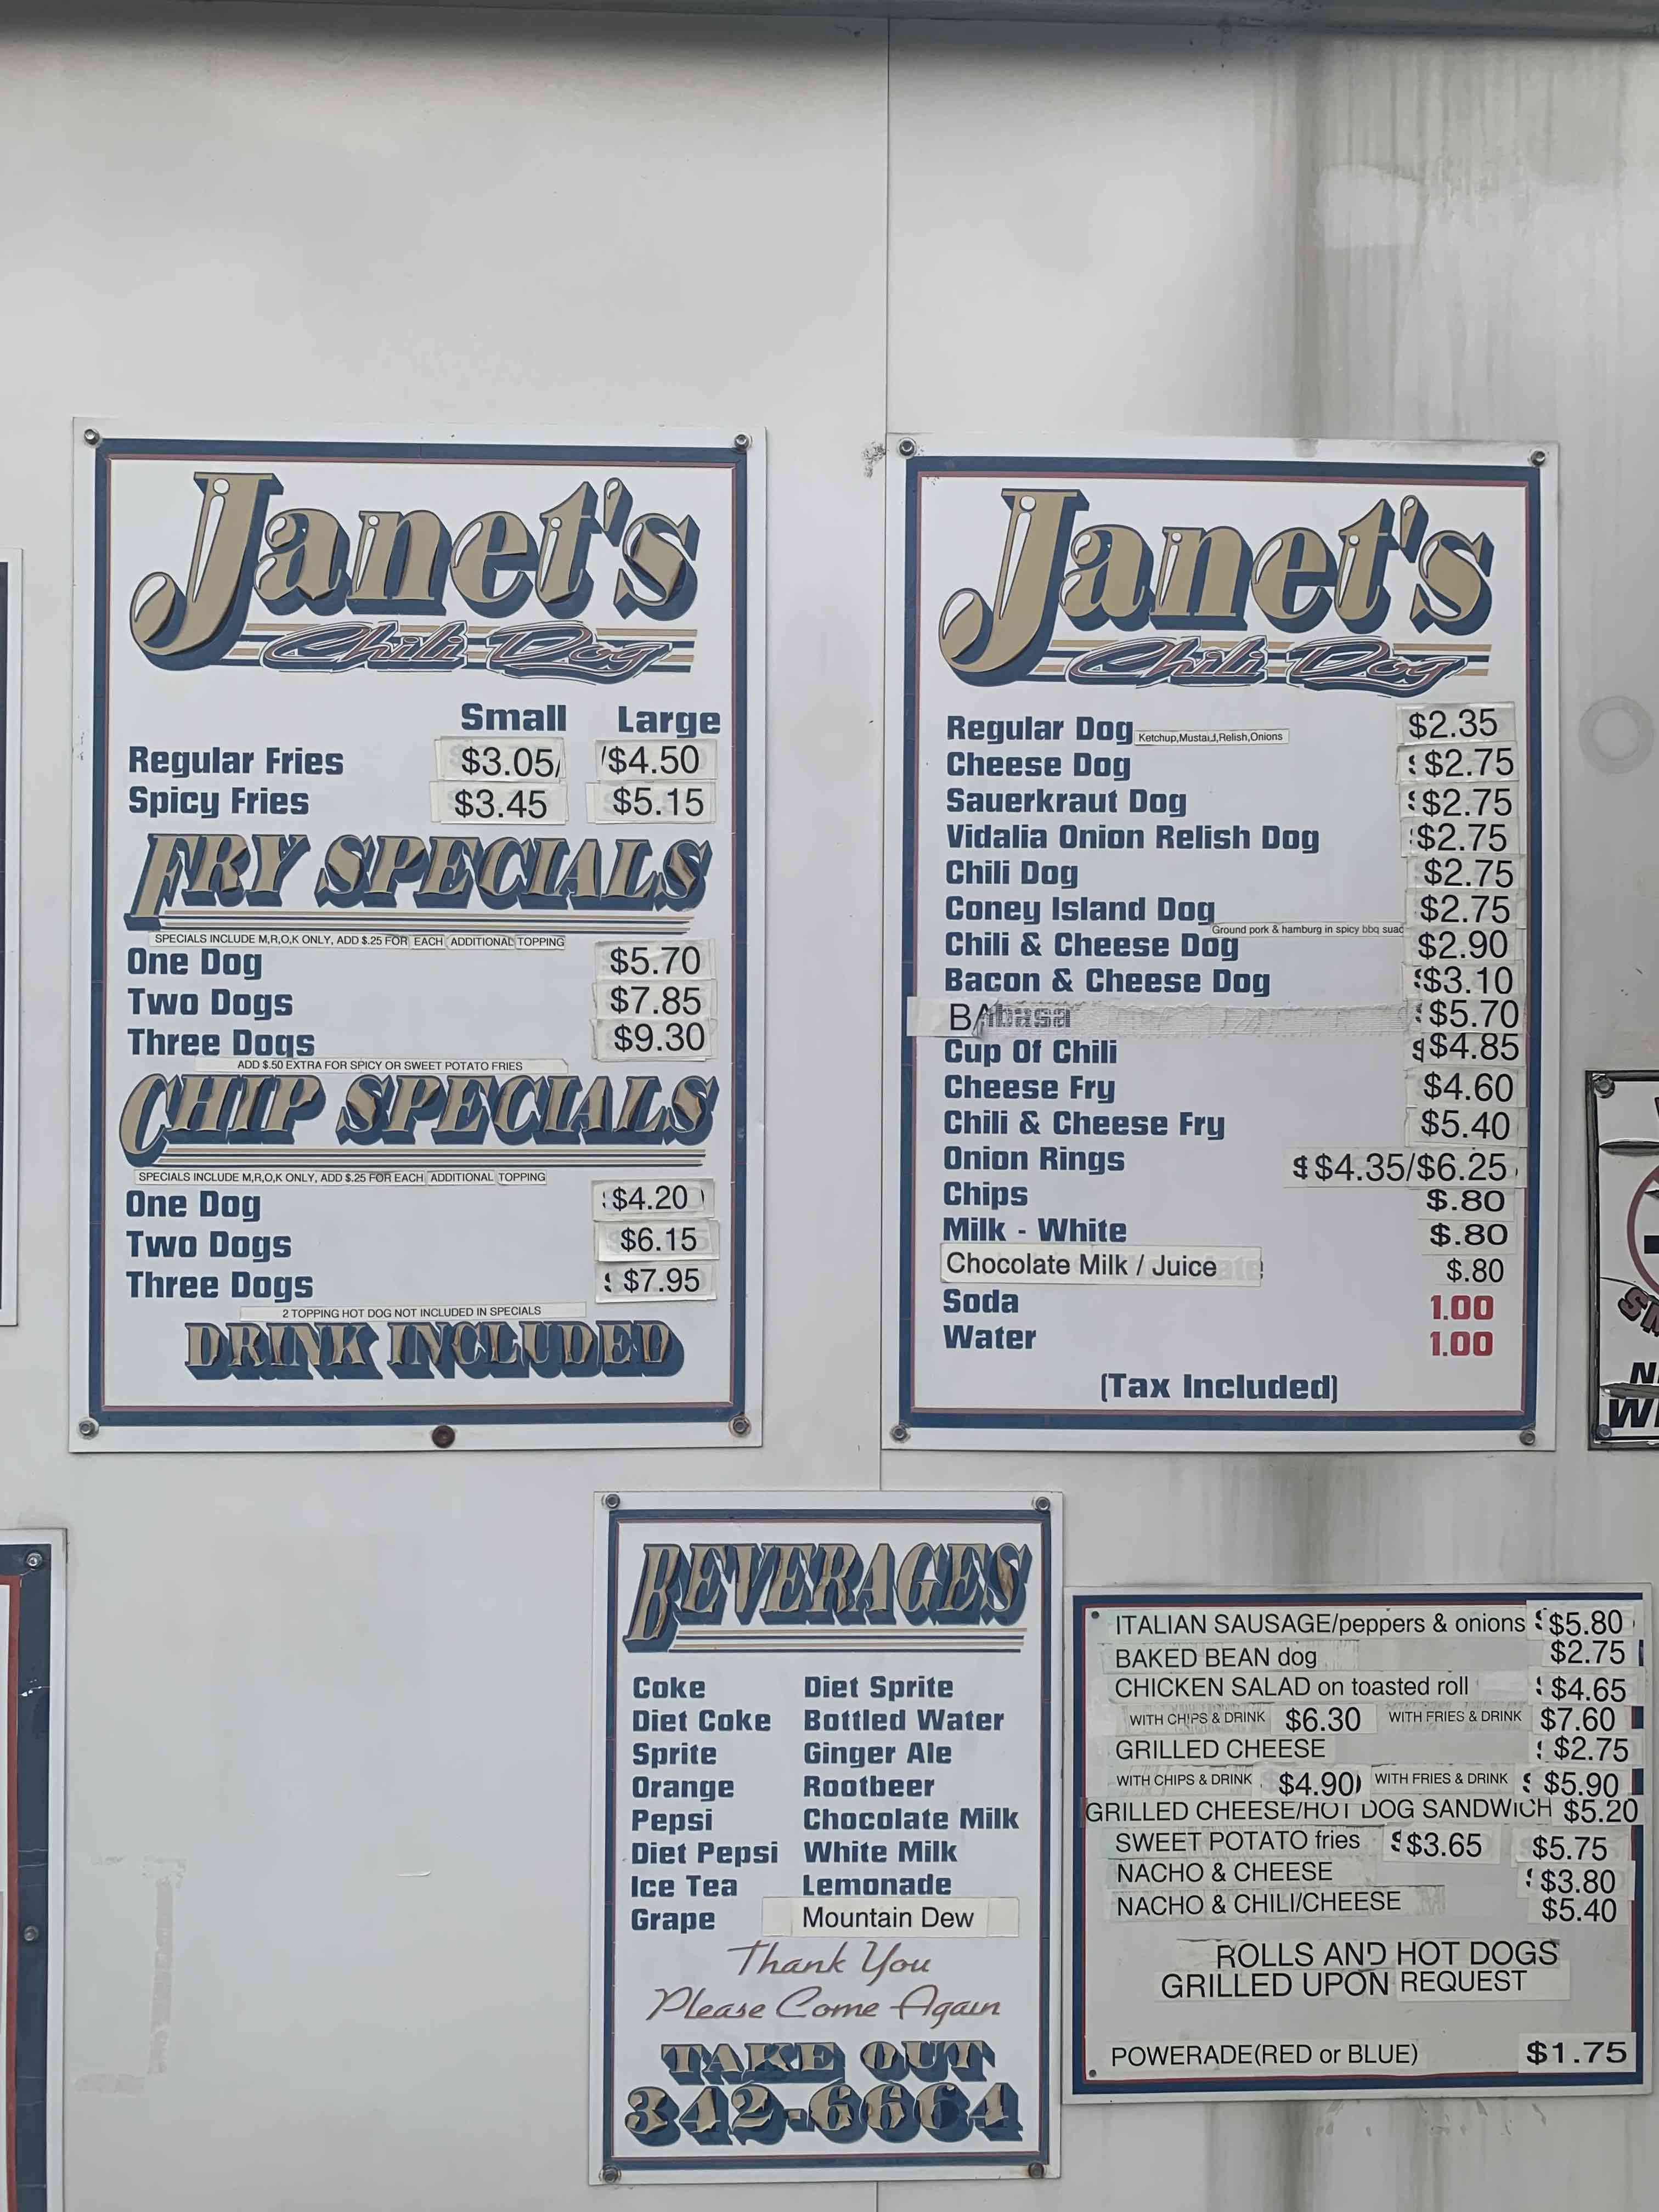 Janet's
Chili Dog
Small Large
Regular Fries $3.05 $4.50
Spicy Fries $3.45 $5.15
FRY SPECIALS
SPECIALS INCLUDE M,R,O,K ONLY, ADD $.25 FOR EACH ADDITIONAL TOPPING
One Dog $5.70
Two Dogs $7.85
Three Dogs $9.30
ADD $.50 EXTRA FOR SPICY OR SWEET POTATO FRIES
CHIP SPECIALS
SPECIALS INCLUDE M,R,O,K ONLY, ADD $.25 FOR EACH ADDITIONAL TOPPING
One Dog $4.20
Two Dogs $6.15
Three Dogs $7.95
2 TOPPING HOT DOG NOT INCLUDED IN SPECIALS
DRINK INCLUDED
Janet's
Chili Dog
Regular Dog Ketchup,Mustard,Relish,Onions $2.35
Cheese Dog $2.75
Sauerkraut Dog $2.75
Vidalia Onion Relish Dog $2.75
Chili Dog $2.75
Coney Island Dog $2.75
Ground pork & hamburg in spicy bbq suac
Chili & Cheese Dog $2.90
Bacon & Cheese Dog $3.10
$5.70
Cup Of Chili $4.85
Cheese Fry $4.60
Chili & Cheese Fry $5.40
Onion Rings $4.35/$6.25
Chips $.80
Milk - White $.80
Chocolate Milk / Juice $.80
Soda 1.00
Water 1.00
(Tax Included)
BEVERAGES
Coke Diet Sprite
Diet Coke Bottled Water
Sprite Ginger Ale
Orange Rootbeer
Pepsi Chocolate Milk
Diet Pepsi White Milk
Ice Tea Lemonade
Grape Mountain Dew
Thank You
Please Come Again
TAKE OUT
342-6664
ITALIAN SAUSAGE/peppers & onions $5.80
BAKED BEAN dog $2.75
CHICKEN SALAD on toasted roll $4.65
WITH CHIPS & DRINK $6.30 WITH FRIES & DRINK $7.60
GRILLED CHEESE $2.75
WITH CHIPS & DRINK $4.90 WITH FRIES & DRINK $5.90
GRILLED CHEESE/HOT DOG SANDWICH $5.20
SWEET POTATO fries $3.65 $5.75
NACHO & CHEESE $3.80
NACHO & CHILI/CHEESE $5.40
ROLLS AND HOT DOGS
GRILLED UPON REQUEST
POWERADE(RED or BLUE) $1.75